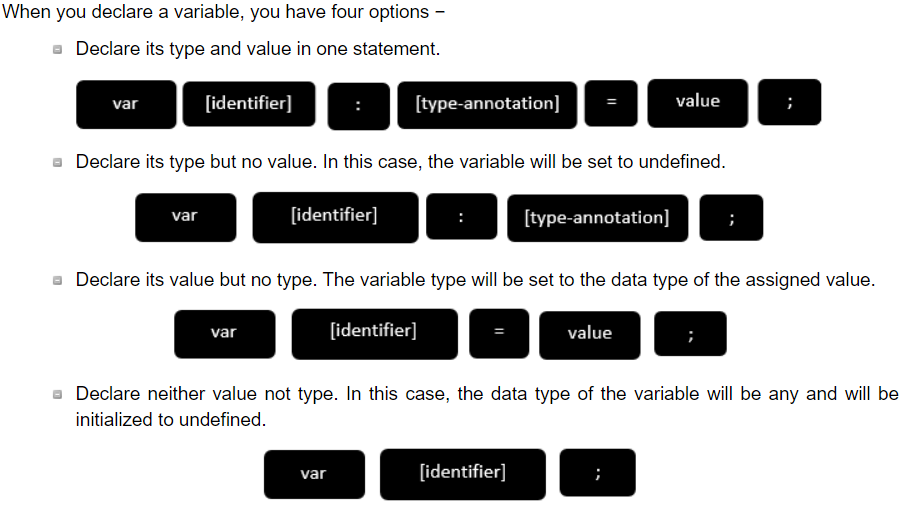 When you declare a variable, you have four options −
Declare its type and value in one statement.
var [identifier] : [type-annotation] = value ;
Declare its type but no value. In this case, the variable will be set to undefined.
var [identifier] : [type-annotation] ;
Declare its value but no type. The variable type will be set to the data type of the assigned value.
var [identifier] = value ;
Declare neither value not type. In this case, the data type of the variable will be any and will be
initialized to undefined.
var [identifier] ;